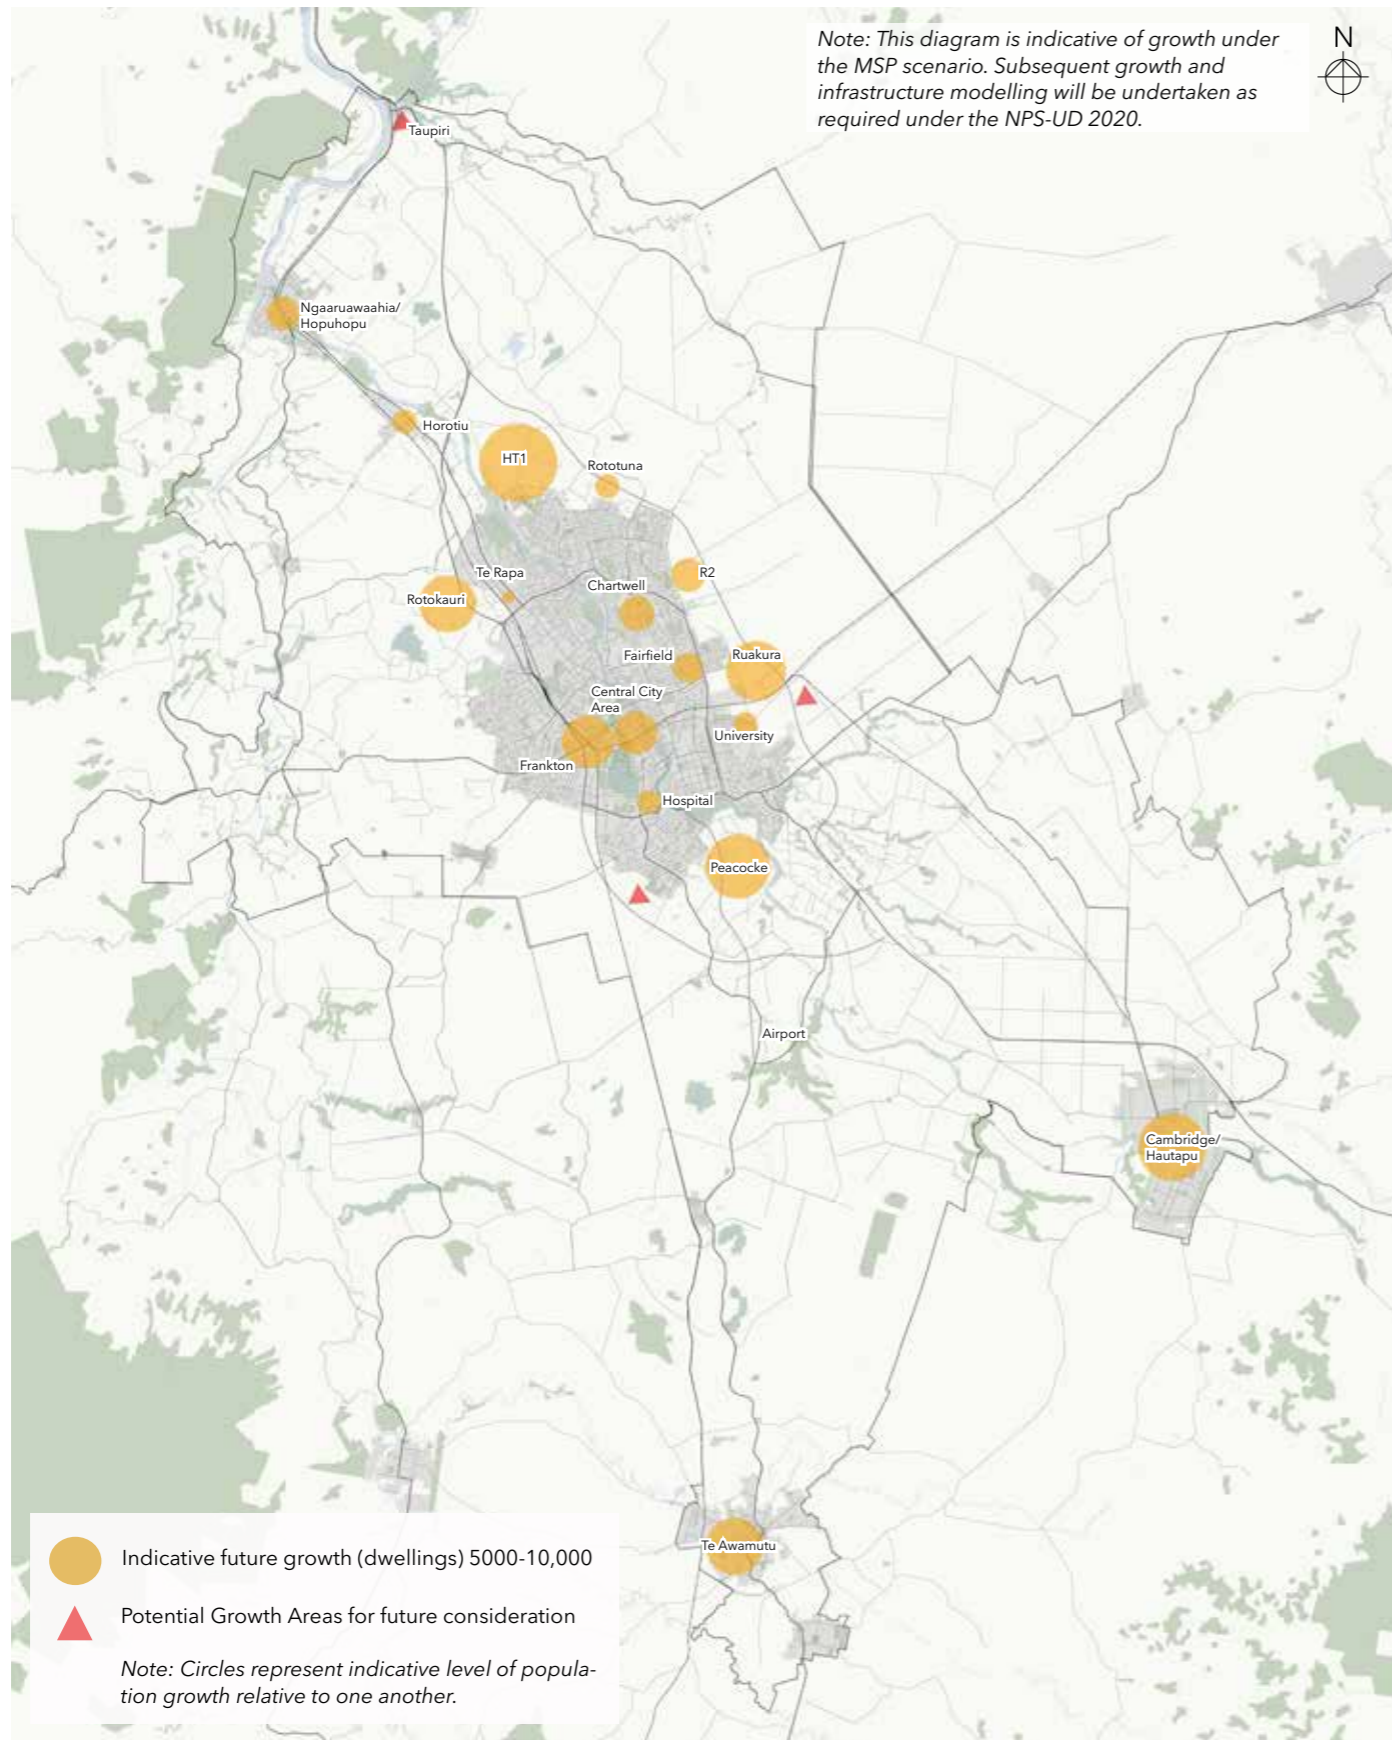 Note: This diagram is indicative of growth under
the MSP scenario. Subsequent growth and
infrastructure modelling will be undertaken as
required under the NPS-UD 2020.
N
Taupiri
Ngaaruawaahia/
Hopuhopu
Horotiu
HT1
Rototuna
Te Rapa
R2
Chartwell
Rotokauri
Fairfield
Ruakura
Central City
Area
University
Frankton
Hospital
Peacocke
Airport
Cambridge/
Hautapu
Te Awamutu
Indicative future growth (dwellings) 5000-10,000
Potential Growth Areas for future consideration
Note: Circles represent indicative level of popula-
tion growth relative to one another.